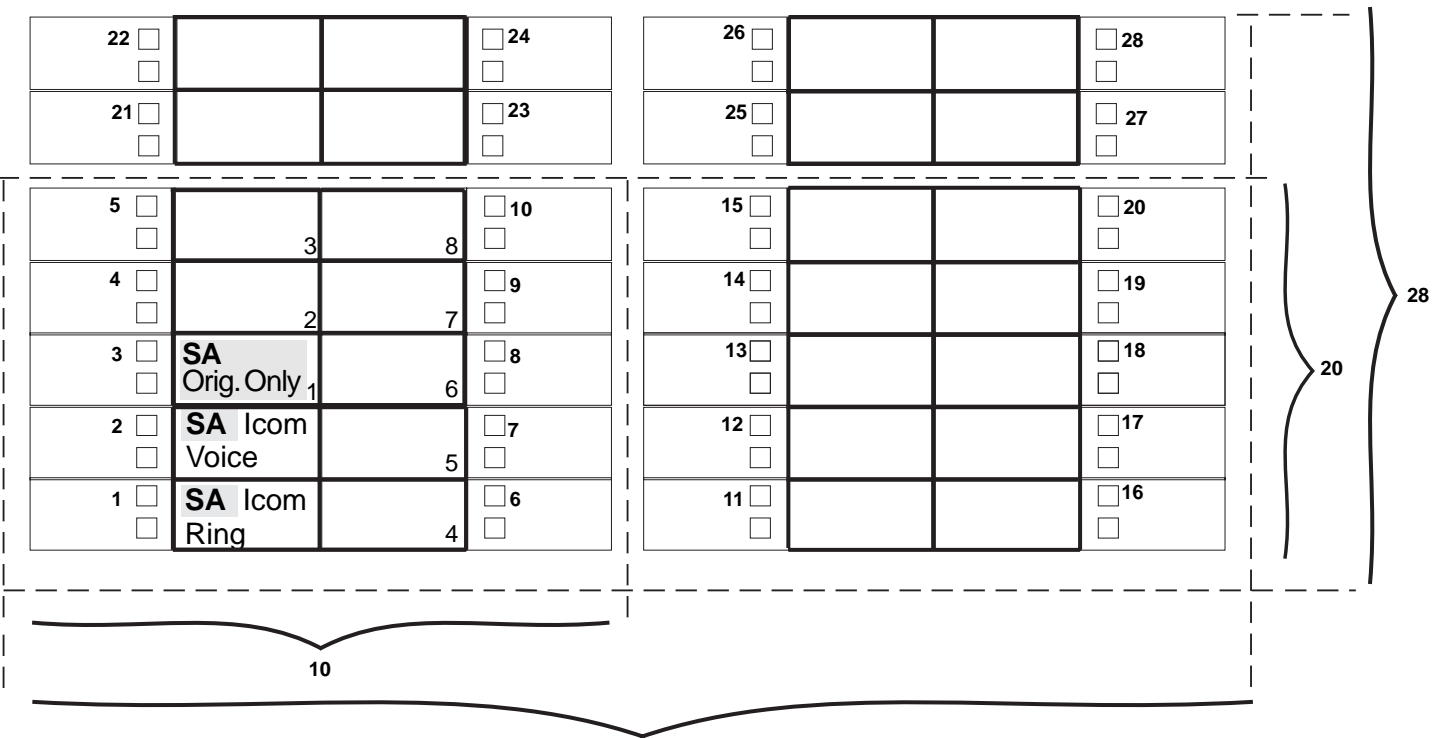 22 24 26 28
21 23 25 27
5 3 8 10 15 20
4 2 7 9 14 19 28
3 SA 8 13 18
Orig. Only 1 6 20
2 SA Icom 7 12 17
Voice 5
1 SA Icom 6 11 16
Ring 4
10